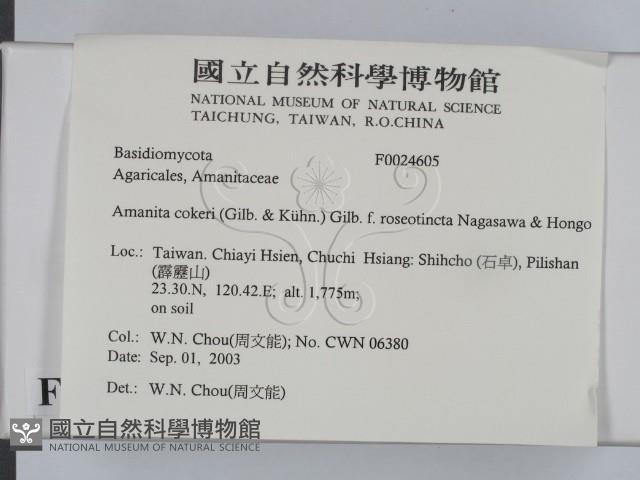 國立自然科學博物館
NATIONAL MUSEUM OF NATURAL SCIENCE
TAICHUNG, TAIWAN, R.O.CHINA
Basidiomycota F0024605
Agaricales, Amanitaceae
Amanita cokeri (Gilb. & Kühn.) Gilb. f. roseotincta Nagasawa & Hongo
Loc.: Taiwan. Chiayi Hsien, Chuchi Hsiang: Shihcho (石卓), Pilishan
(霹靂山)
23.30.N, 120.42.E; alt. 1,775m;
on soil
Col.: W.N. Chou(周文能); No. CWN 06380
Date: Sep. 01, 2003
Det.: W.N. Chou(周文能)
F
國立自然科學博物館
NATIONAL MUSEUM OF NATURAL SCIENCE